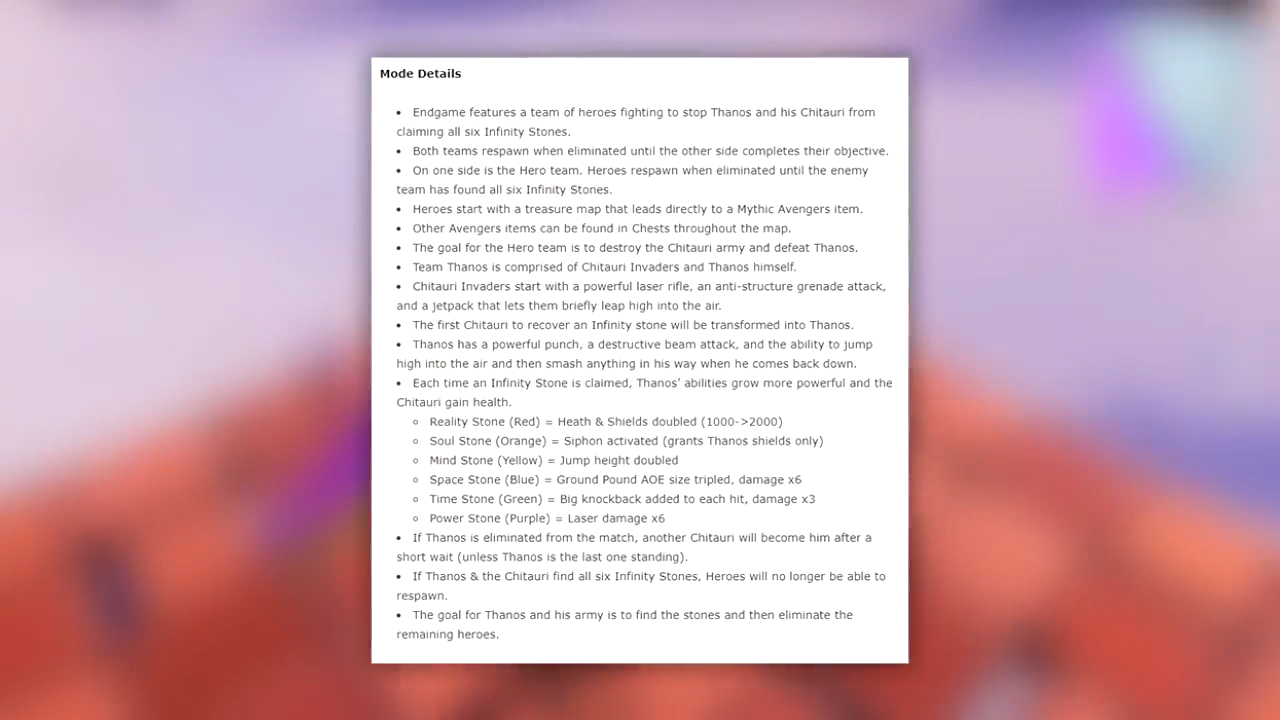 Mode Details
• Endgame features a team of heroes fighting to stop Thanos and his Chitauri from
claiming all six Infinity Stones.
• Both teams respawn when eliminated until the other side completes their objective.
• On one side is the Hero team. Heroes respawn when eliminated until the enemy
team has found all six Infinity Stones.
• Heroes start with a treasure map that leads directly to a Mythic Avengers item.
• Other Avengers items can be found in Chests throughout the map.
• The goal for the Hero team is to destroy the Chitauri army and defeat Thanos.
• Team Thanos is comprised of Chitauri Invaders and Thanos himself.
• Chitauri Invaders start with a powerful laser rifle, an anti-structure grenade attack,
and a jetpack that lets them briefly leap high into the air.
• The first Chitauri to recover an Infinity stone will be transformed into Thanos.
• Thanos has a powerful punch, a destructive beam attack, and the ability to jump
high into the air and then smash anything in his way when he comes back down.
• Each time an Infinity Stone is claimed, Thanos’ abilities grow more powerful and the
Chitauri gain health.
◦ Reality Stone (Red) = Heath & Shields doubled (1000->2000)
◦ Soul Stone (Orange) = Siphon activated (grants Thanos shields only)
◦ Mind Stone (Yellow) = Jump height doubled
◦ Space Stone (Blue) = Ground Pound AOE size tripled, damage x6
◦ Time Stone (Green) = Big knockback added to each hit, damage x3
◦ Power Stone (Purple) = Laser damage x6
• If Thanos is eliminated from the match, another Chitauri will become him after a
short wait (unless Thanos is the last one standing).
• If Thanos & the Chitauri find all six Infinity Stones, Heroes will no longer be able to
respawn.
• The goal for Thanos and his army is to find the stones and then eliminate the
remaining heroes.